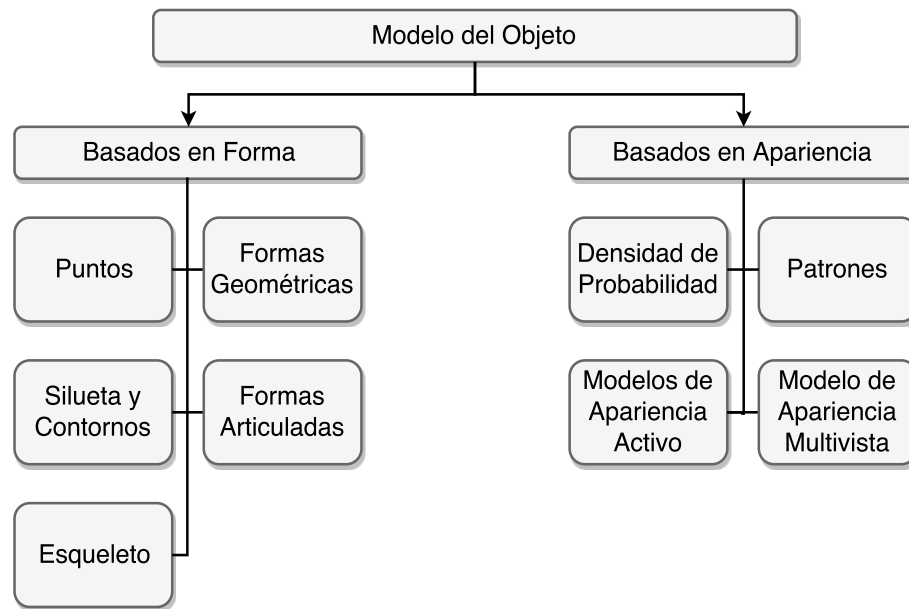 Modelo del Objeto
Basados en Forma
Basados en Apariencia
Puntos
Formas
Geométricas
Densidad de
Probabilidad
Patrones
Silueta y
Contornos
Formas
Articuladas
Modelos de
Apariencia
Activo
Modelo de
Apariencia
Multivista
Esqueleto